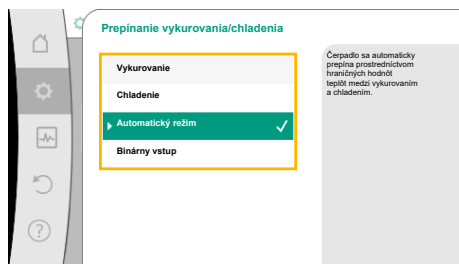 Prepínanie vykurovania/chladenia
Vykurovanie
Chladenie
Automatický režim
Binárny vstup
Čerpadlo sa automaticky
prepína prostredníctvom
hraničných hodnôt
teplôt medzi vykurovaním
a chladením.